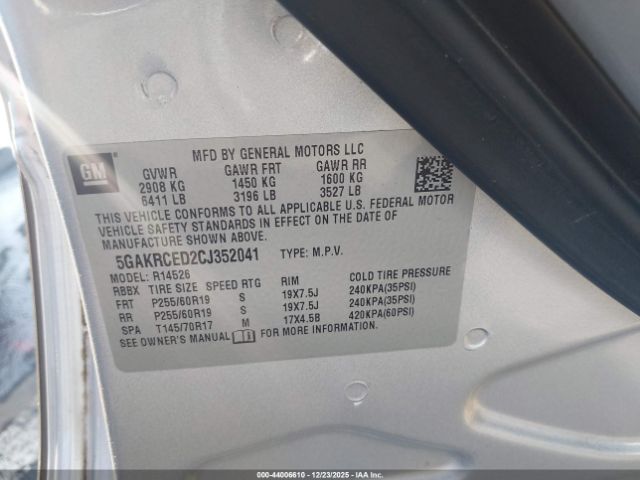 MFD BY GENERAL MOTORS LLC
GM
GVWR GAWR FRT GAWR RR
2908 KG 1450 KG 1600 KG
6411 LB 3196 LB 3527 LB
THIS VEHICLE CONFORMS TO ALL APPLICABLE U.S. FEDERAL MOTOR
VEHICLE SAFETY STANDARDS IN EFFECT ON THE DATE OF
MANUFACTURE SHOWN ABOVE.
5GAKRCED2CJ352041 TYPE: M.P.V.
MODEL: R14526
RBBX TIRE SIZE SPEED RTG RIM COLD TIRE PRESSURE
FRT P255/60R19 S 19X7.5J 240KPA(35PSI)
RR P255/60R19 S 19X7.5J 240KPA(35PSI)
SPA T145/70R17 M 17X4.5B 420KPA(60PSI)
SEE OWNER'S MANUAL FOR MORE INFORMATION.
000-44006610 | 12/23/2025 - IAAI.COM